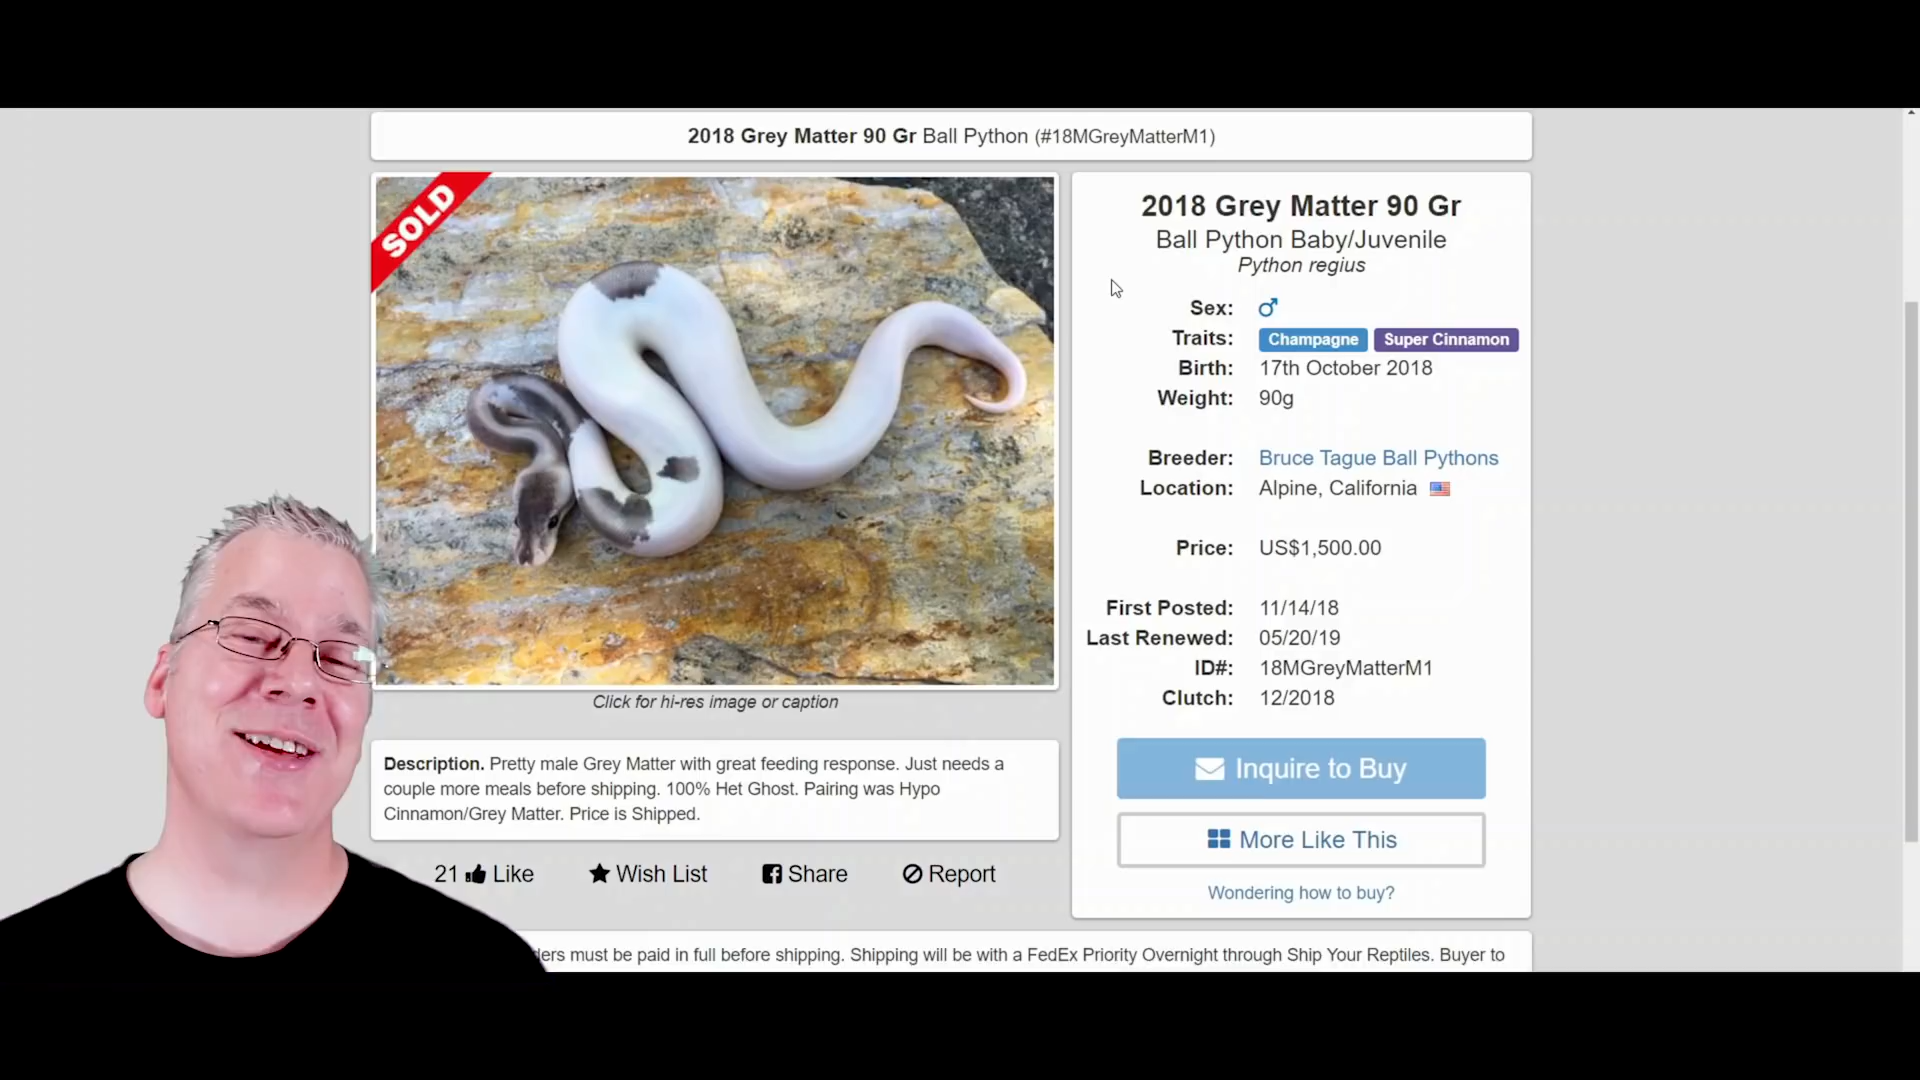 2018 Grey Matter 90 Gr Ball Python (#18MGreyMatterM1)
SOLD
Click for hi-res image or caption
Description. Pretty male Grey Matter with great feeding response. Just needs a
couple more meals before shipping. 100% Het Ghost. Pairing was Hypo
Cinnamon/Grey Matter. Price is Shipped.
21 Like Wish List Share Report
2018 Grey Matter 90 Gr
Ball Python Baby/Juvenile
Python regius
Sex: ♂
Traits: Champagne Super Cinnamon
Birth: 17th October 2018
Weight: 90g
Breeder: Bruce Tague Ball Pythons
Location: Alpine, California
Price: US$1,500.00
First Posted: 11/14/18
Last Renewed: 05/20/19
ID#: 18MGreyMatterM1
Clutch: 12/2018
Inquire to Buy
More Like This
Wondering how to buy?
must be paid in full before shipping. Shipping will be with a FedEx Priority Overnight through Ship Your Reptiles. Buyer to